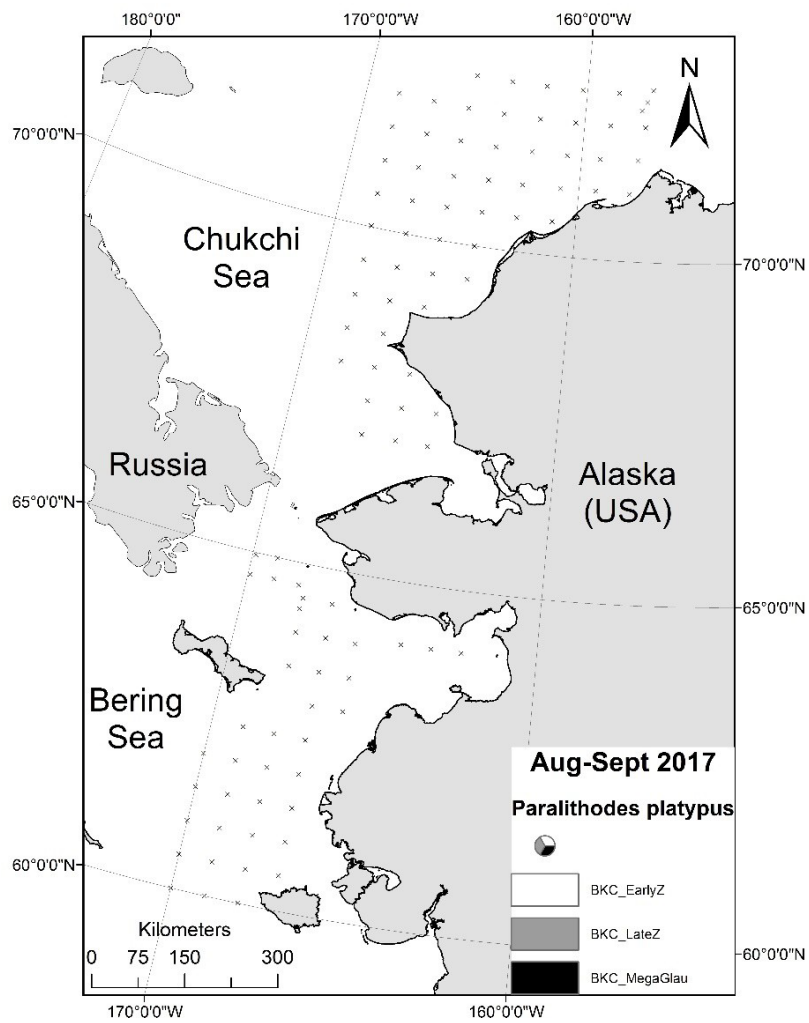 180°0'0" 170°0'0"W 160°0'0"W
N
70°0'0"N
Chukchi
Sea
70°0'0"N
Russia
Alaska
(USA)
65°0'0"N
65°0'0"N
Bering
Sea
Aug-Sept 2017
Paralithodes platypus
60°0'0"N
BKC_EarlyZ
Kilometers
BKC_LateZ
0 75 150 300
60°0'0"N
BKC_MegaGlau
170°0'0"W 160°0'0"W